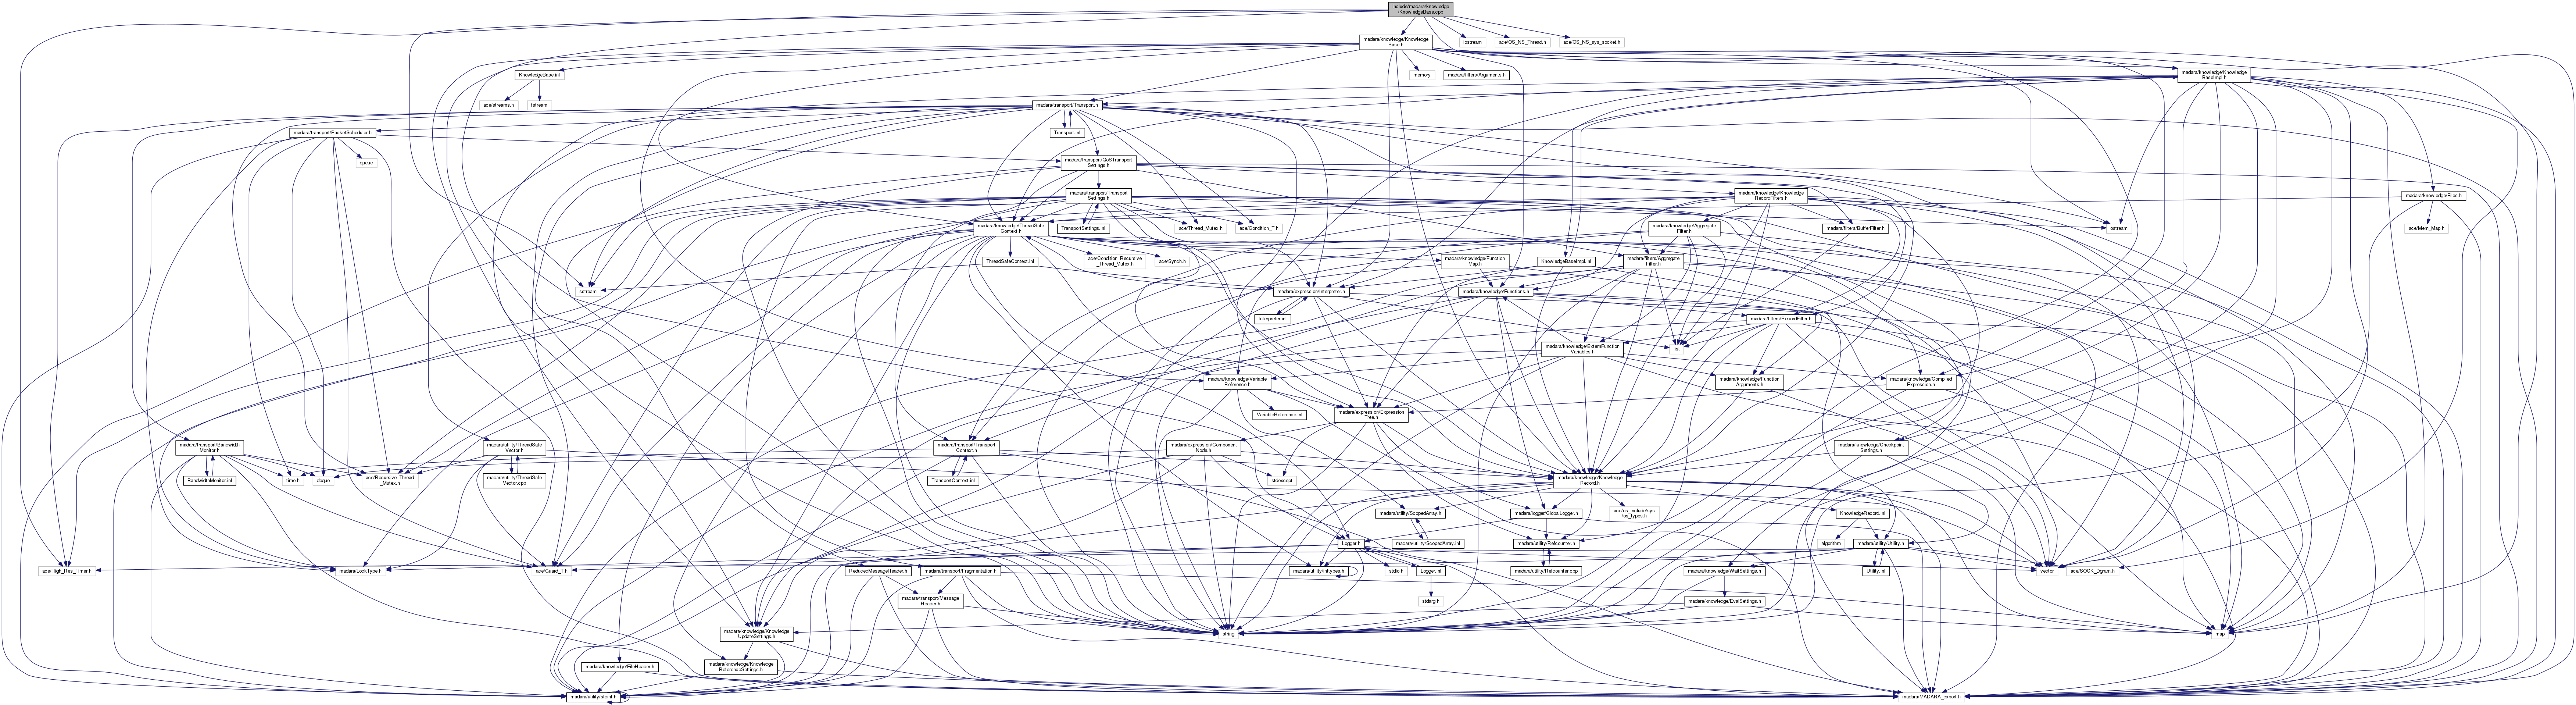 include/madara/knowledge
/KnowledgeBase.cpp
madara/knowledge/Knowledge
Base.h
iostream
ace/OS_NS_Thread.h
ace/OS_NS_sys_socket.h
KnowledgeBase.inl
memory
madara/filters/Arguments.h
madara/knowledge/Knowledge
BaseImpl.h
ace/streams.h
fstream
madara/transport/Transport.h
madara/transport/PacketScheduler.h
Transport.inl
queue
madara/transport/QoSTransport
Settings.h
madara/transport/Transport
Settings.h
madara/knowledge/Knowledge
RecordFilters.h
madara/knowledge/Files.h
madara/knowledge/ThreadSafe
Context.h
TransportSettings.inl
ace/Thread_Mutex.h
ace/Condition_T.h
madara/knowledge/Aggregate
Filter.h
madara/filters/BufferFilter.h
ostream
ace/Mem_Map.h
ThreadSafeContext.inl
ace/Condition_Recursive
_Thread_Mutex.h
ace/Synch.h
madara/knowledge/Function
Map.h
KnowledgeBaseImpl.inl
madara/filters/Aggregate
Filter.h
sstream
madara/expression/Interpreter.h
madara/knowledge/Functions.h
Interpreter.inl
madara/filters/RecordFilter.h
madara/knowledge/ExternFunction
Variables.h
list
madara/knowledge/Variable
Reference.h
madara/knowledge/Function
Arguments.h
madara/knowledge/Compiled
Expression.h
VariableReference.inl
madara/expression/Expression
Tree.h
madara/transport/Bandwidth
Monitor.h
madara/utility/ThreadSafe
Vector.h
madara/transport/Transport
Context.h
madara/expression/Component
Node.h
madara/knowledge/Checkpoint
Settings.h
BandwidthMonitor.inl
time.h
deque
ace/Recursive_Thread
_Mutex.h
madara/utility/ThreadSafe
Vector.cpp
TransportContext.inl
stdexcept
madara/knowledge/Knowledge
Record.h
madara/utility/ScopedArray.h
madara/logger/GlobalLogger.h
ace/os_include/sys
/os_types.h
KnowledgeRecord.inl
madara/utility/ScopedArray.inl
Logger.h
madara/utility/Refcounter.h
algorithm
madara/utility/Utility.h
ace/High_Res_Timer.h
madara/LockType.h
ace/Guard_T.h
ReducedMessageHeader.h
madara/transport/Fragmentation.h
madara/utility/IntTypes.h
stdio.h
Logger.inl
madara/utility/Refcounter.cpp
madara/knowledge/WaitSettings.h
Utility.inl
vector
ace/SOCK_Dgram.h
madara/transport/Message
Header.h
stdarg.h
madara/knowledge/EvalSettings.h
madara/knowledge/Knowledge
UpdateSettings.h
string
map
madara/knowledge/FileHeader.h
madara/knowledge/Knowledge
ReferenceSettings.h
madara/utility/stdint.h
madara/MADARA_export.h